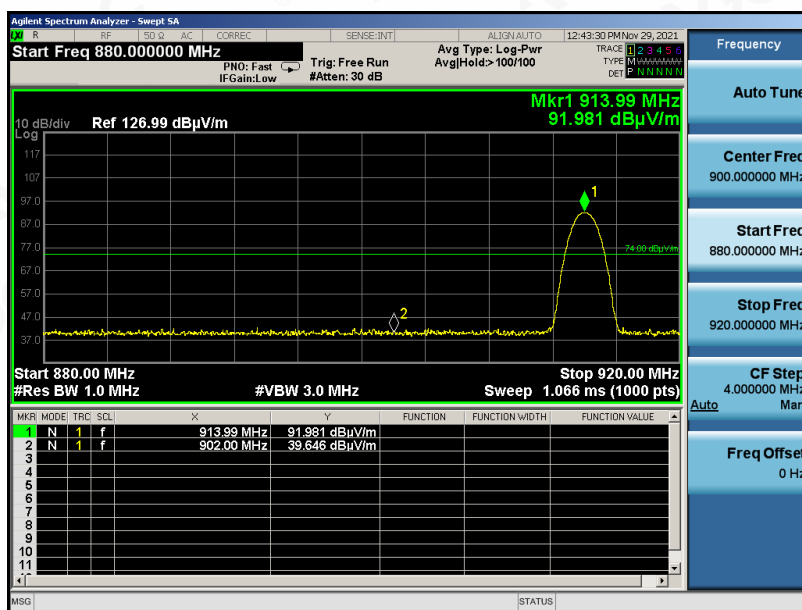 Agilent Spectrum Analyzer - Swept SA
LXI R RF 50 Ω AC CORREC SENSE:INT ALIGNAUTO 12:43:30 PM Nov 29, 2021
Start Freq 880.000000 MHz
PNO: Fast
IFGain:Low
Trig: Free Run
#Atten: 30 dB
Avg Type: Log-Pwr
Avg|Hold:>100/100
TRACE 1 2 3 4 5 6
TYPE M WWWWW
DET P N N N N N
Mkr1 913.99 MHz
91.981 dBµV/m
10 dB/div Ref 126.99 dBµV/m
Log
117
107
97.0
87.0
77.0
67.0
57.0
47.0
37.0
1
74.00 dBµV/m
2
Start 880.00 MHz Stop 920.00 MHz
#Res BW 1.0 MHz #VBW 3.0 MHz Sweep 1.066 ms (1000 pts)
MKR MODE TRC SCL X Y FUNCTION FUNCTION WIDTH FUNCTION VALUE
1 N 1 f 913.99 MHz 91.981 dBµV/m
2 N 1 f 902.00 MHz 39.646 dBµV/m
3
4
5
6
7
8
9
10
11
MSG STATUS
Frequency
Auto Tune
Center Freq
900.000000 MHz
Start Freq
880.000000 MHz
Stop Freq
920.000000 MHz
CF Step
4.000000 MHz
Auto Man
Freq Offset
0 Hz